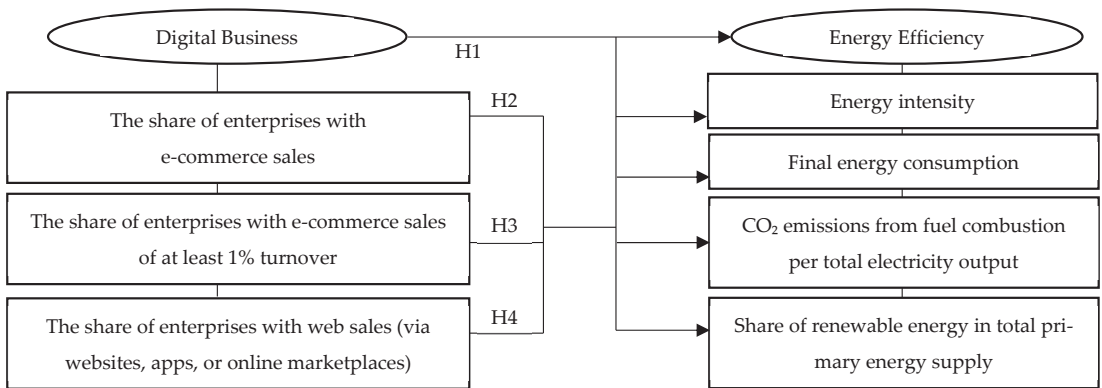 Digital Business
H1
Energy Efficiency
H2
The share of enterprises with
e-commerce sales
Energy intensity
Final energy consumption
H3
The share of enterprises with e-commerce sales
of at least 1% turnover
CO₂ emissions from fuel combustion
per total electricity output
H4
The share of enterprises with web sales (via
websites, apps, or online marketplaces)
Share of renewable energy in total pri-
mary energy supply